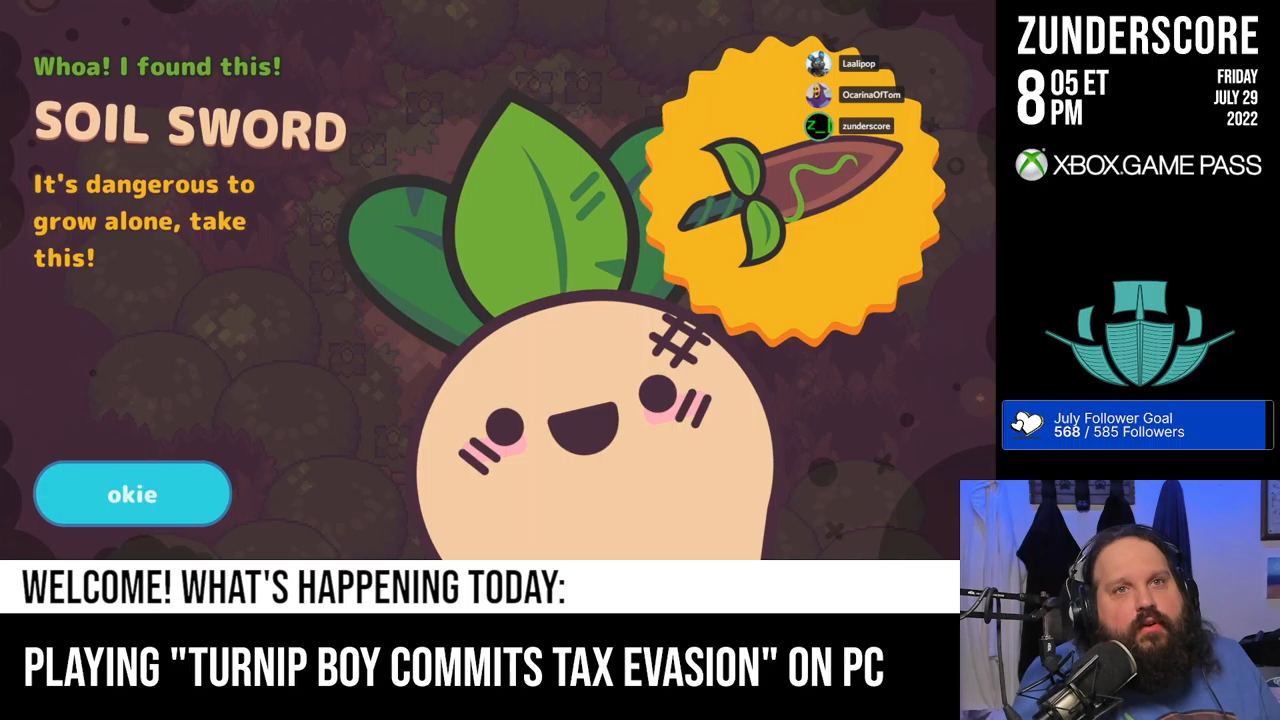 Whoa! I found this!
SOIL SWORD
It's dangerous to
grow alone, take
this!
okie
Laalipop
OcarinaOfTom
zunderscore
ZUNDERSCORE
8 05 ET
PM
FRIDAY
JULY 29
2022
XBOX.GAME PASS
July Follower Goal
568 / 585 Followers
WELCOME! WHAT'S HAPPENING TODAY:
PLAYING "TURNIP BOY COMMITS TAX EVASION" ON PC